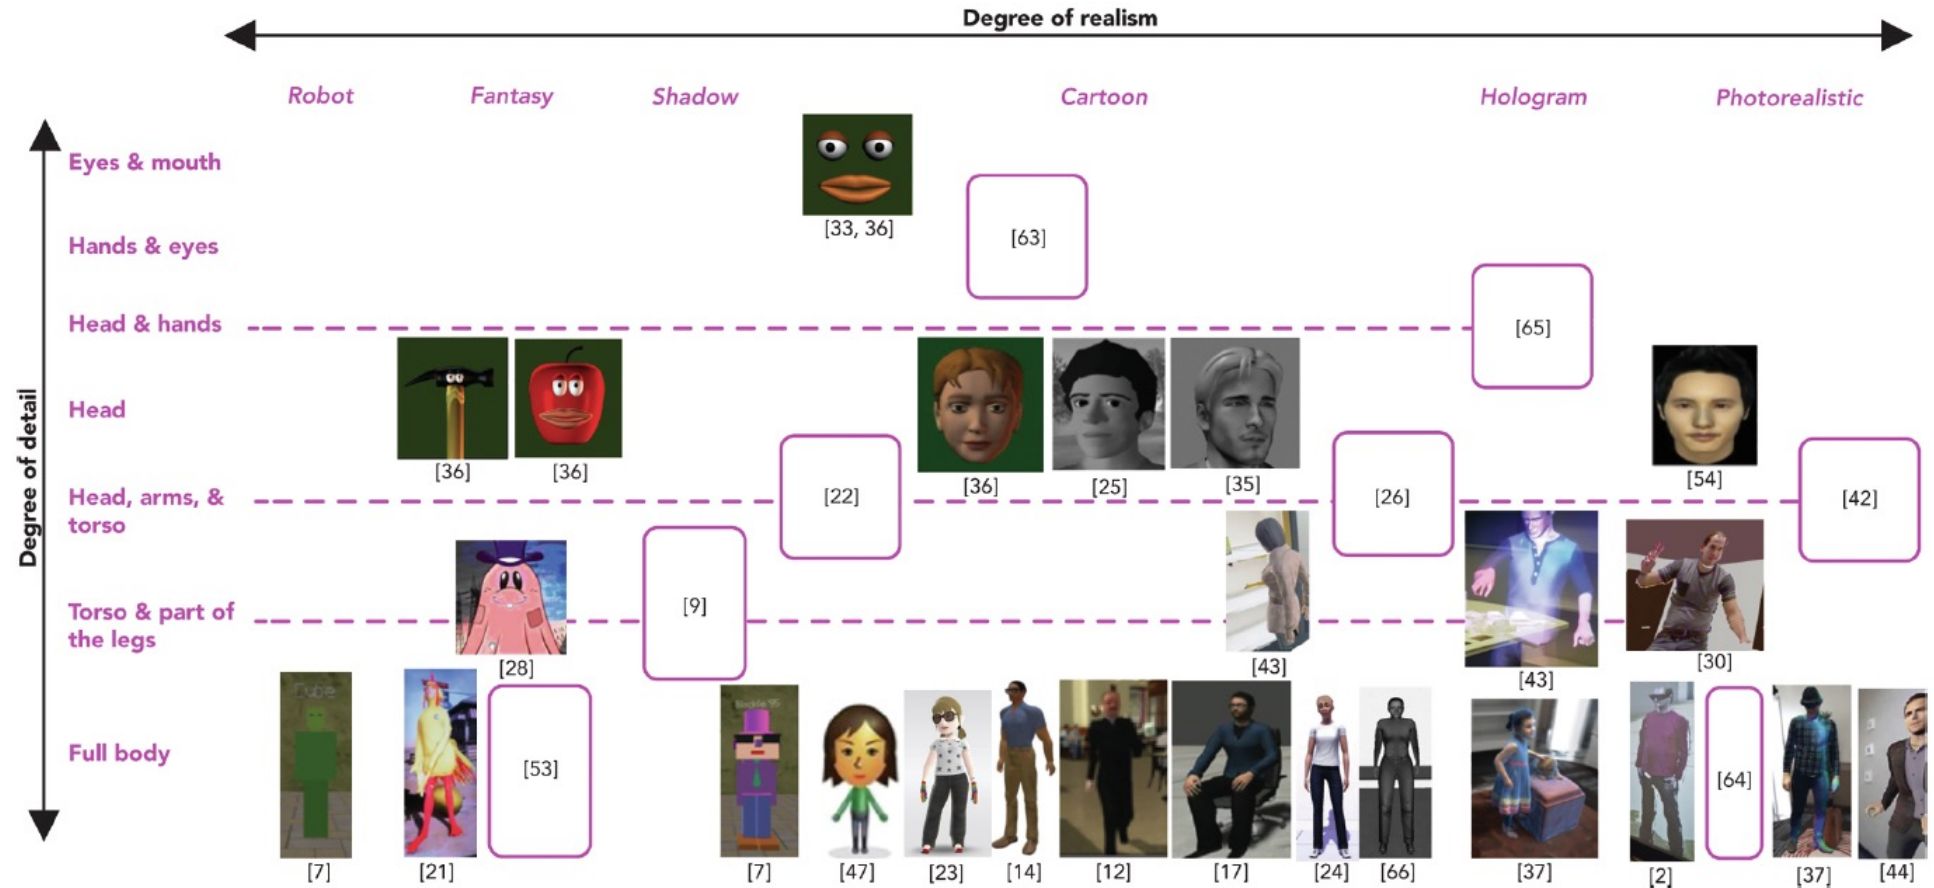 Degree of realism
Robot Fantasy Shadow Cartoon Hologram Photorealistic
Degree of detail
Eyes & mouth
[33, 36]
Hands & eyes
[63]
Head & hands
[65]
Head
[36] [36] [36] [25] [35] [54]
Head, arms, &
torso
[22] [26] [42]
Torso & part of
the legs
[9]
[28] [43] [43] [30]
Full body
[53] [64]
[7] [21] [7] [47] [23] [14] [12] [17] [24] [66] [37] [2] [37] [44]